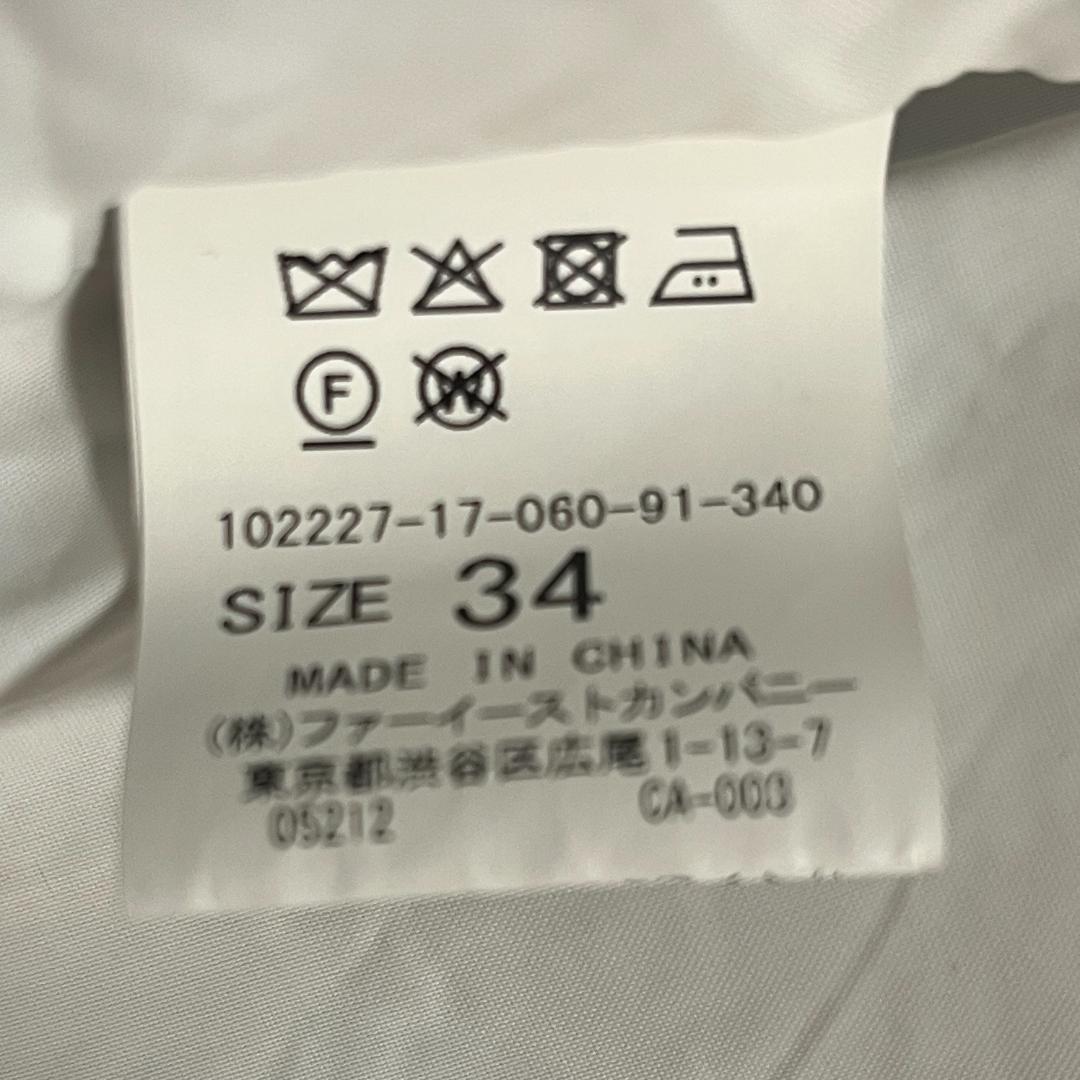 F W
102227-17-060-91-340
SIZE 34
MADE IN CHINA
(株)ファーイーストカンパニー
東京都渋谷区広尾1-13-7
05212 CA-003